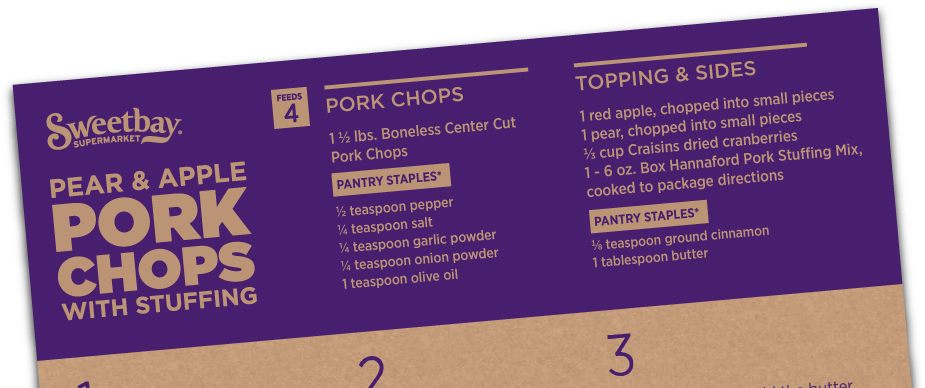 Sweetbay
SUPERMARKET
PEAR & APPLE
PORK
CHOPS
WITH STUFFING
FEEDS
4
PORK CHOPS
1 ½ lbs. Boneless Center Cut
Pork Chops
PANTRY STAPLES*
½ teaspoon pepper
¼ teaspoon salt
¼ teaspoon garlic powder
¼ teaspoon onion powder
1 teaspoon olive oil
TOPPING & SIDES
1 red apple, chopped into small pieces
1 pear, chopped into small pieces
⅓ cup Craisins dried cranberries
1 - 6 oz. Box Hannaford Pork Stuffing Mix,
cooked to package directions
PANTRY STAPLES*
⅛ teaspoon ground cinnamon
1 tablespoon butter
1
2
3
the butter